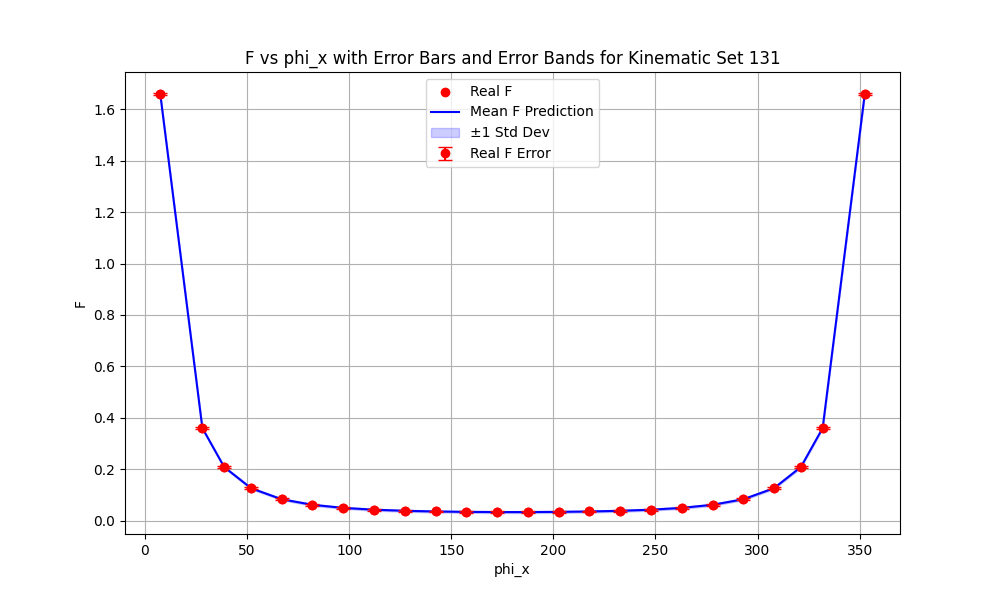 F vs phi_x with Error Bars and Error Bands for Kinematic Set 131
Real F
Mean F Prediction
±1 Std Dev
Real F Error
1.6
1.4
1.2
1.0
0.8
0.6
0.4
0.2
0.0
F
0 50 100 150 200 250 300 350
phi_x